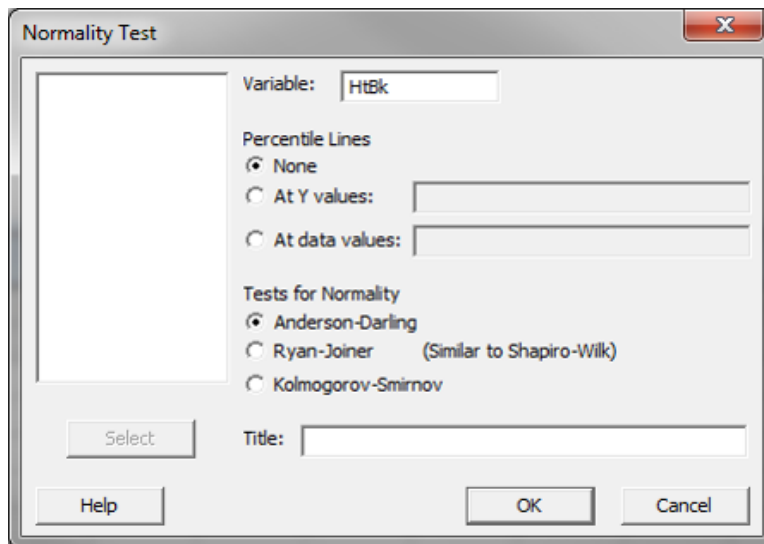 Normality Test
Variable: HtBk
Percentile Lines
None
At Y values:
At data values:
Tests for Normality
Anderson-Darling
Ryan-Joiner (Similar to Shapiro-Wilk)
Kolmogorov-Smirnov
Select Title:
Help OK Cancel